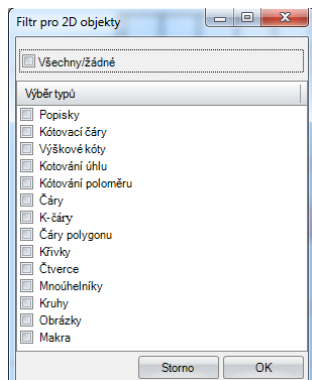 Filtr pro 2D objekty
Všechny/žádné
Výběr typů
Popisky
Kótovací čáry
Výškové kóty
Kotování úhlu
Kótování poloměru
Čáry
K-čáry
Čáry polygonu
Křivky
Čtverce
Mnoúhelníky
Kruhy
Obrázky
Makra
Storno OK